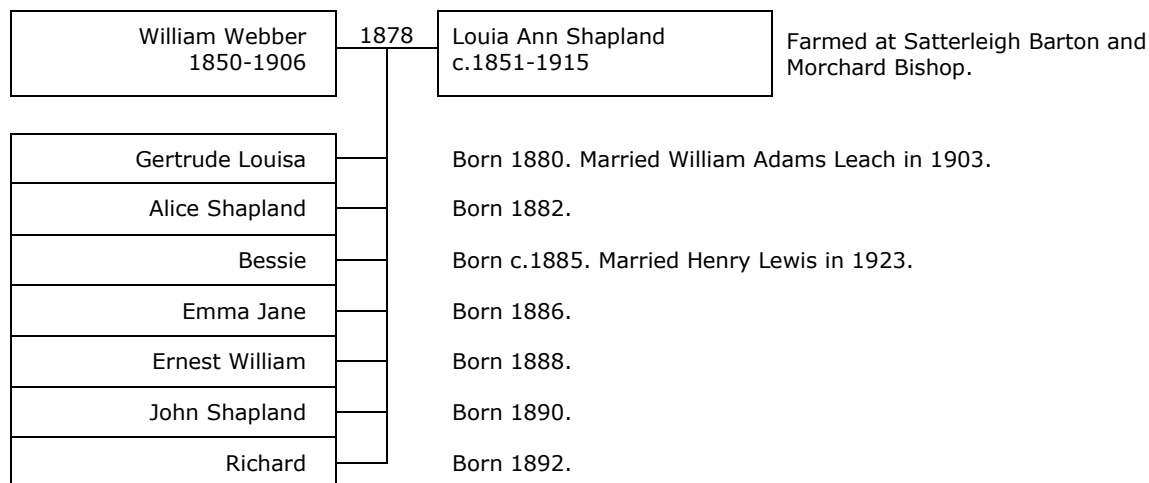 William Webber
1850-1906
1878
Louia Ann Shapland
c.1851-1915
Farmed at Satterleigh Barton and
Morchard Bishop.
Gertrude Louisa
Born 1880. Married William Adams Leach in 1903.
Alice Shapland
Born 1882.
Bessie
Born c.1885. Married Henry Lewis in 1923.
Emma Jane
Born 1886.
Ernest William
Born 1888.
John Shapland
Born 1890.
Richard
Born 1892.